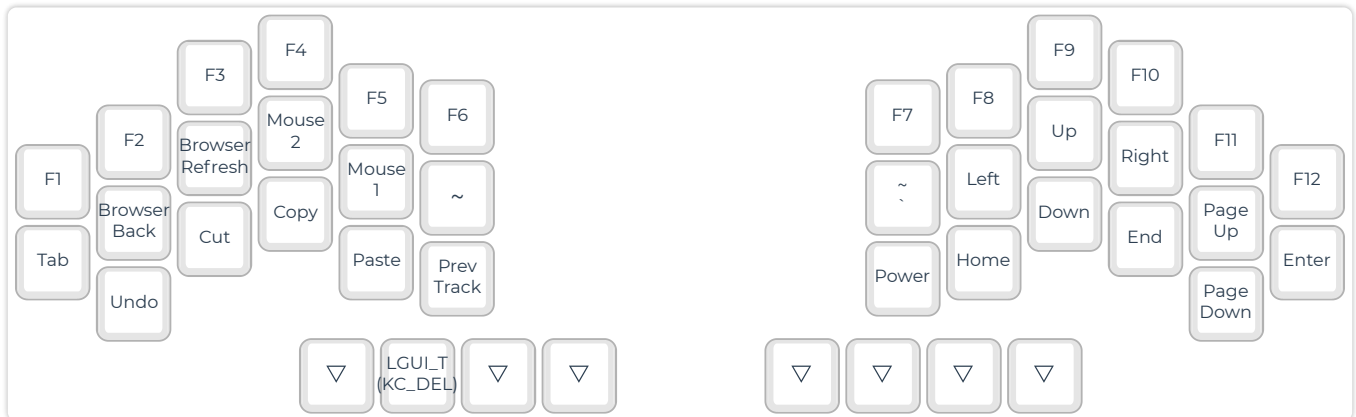 F4
F9
F3
F10
F5
F8
F6
F7
Mouse
2
Up
F2
F11
Browser
Refresh
Right
F1
Mouse
1
Left
F12
~
~
`
Browser
Back
Copy
Down
Page
Up
Cut
End
Tab
Paste
Home
Enter
Prev
Track
Power
Undo
Page
Down
▽
LGUI_T
(KC_DEL)
▽
▽
▽
▽
▽
▽